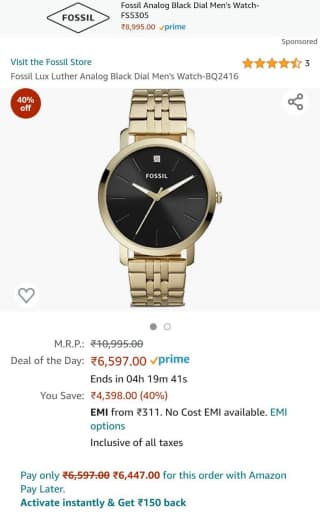 FOSSIL
Fossil Analog Black Dial Men's Watch-
FS5305
₹8,995.00 ✓prime
Sponsored
Visit the Fossil Store
3
Fossil Lux Luther Analog Black Dial Men's Watch-BQ2416
40%
off
FOSSIL
M.R.P.: ₹10,995.00
Deal of the Day: ₹6,597.00 ✓prime
Ends in 04h 19m 41s
You Save: ₹4,398.00 (40%)
EMI from ₹311. No Cost EMI available. EMI
options
Inclusive of all taxes
Pay only ₹6,597.00 ₹6,447.00 for this order with Amazon
Pay Later.
Activate instantly & Get ₹150 back